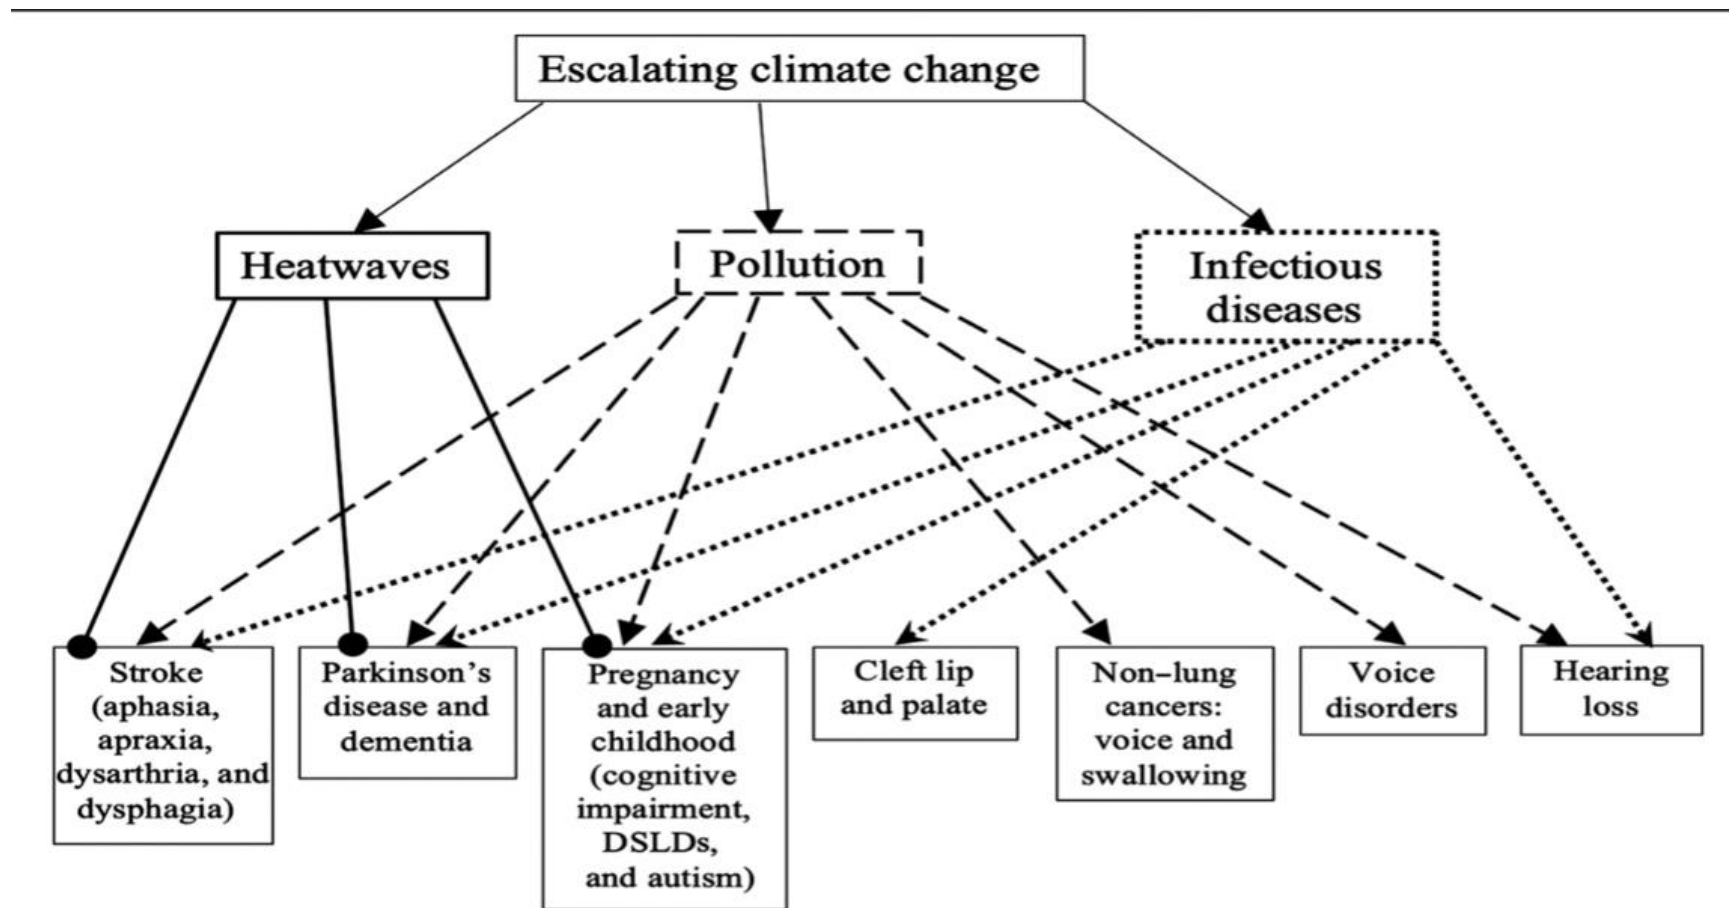 Escalating climate change
Heatwaves
Pollution
Infectious
diseases
Stroke
(aphasia,
apraxia,
dysarthria, and
dysphagia)
Parkinson's
disease and
dementia
Pregnancy
and early
childhood
(cognitive
impairment,
DSLDs,
and autism)
Cleft lip
and palate
Non–lung
cancers:
voice and
swallowing
Voice
disorders
Hearing
loss